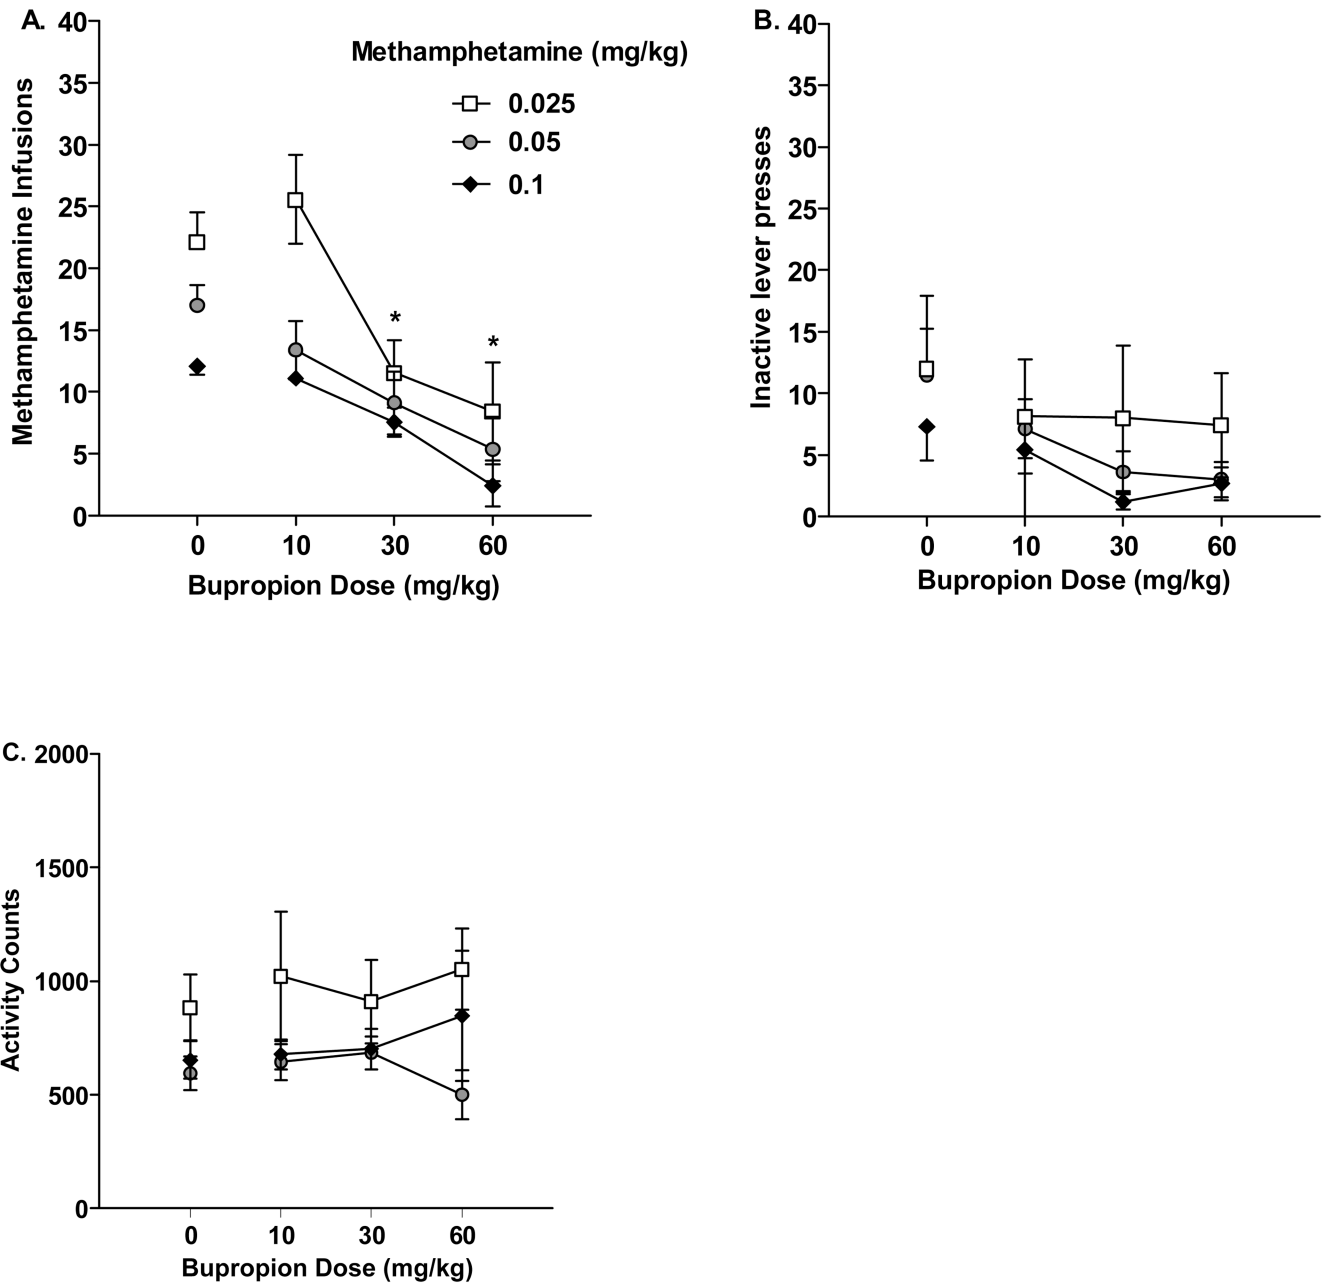 A.
Methamphetamine Infusions
40
35
30
25
20
15
10
5
0
Methamphetamine (mg/kg)
0.025
0.05
0.1
*
*
0 10 30 60
Bupropion Dose (mg/kg)
B.
Inactive lever presses
40
35
30
25
20
15
10
5
0
0 10 30 60
Bupropion Dose (mg/kg)
C.
Activity Counts
2000
1500
1000
500
0
0 10 30 60
Bupropion Dose (mg/kg)